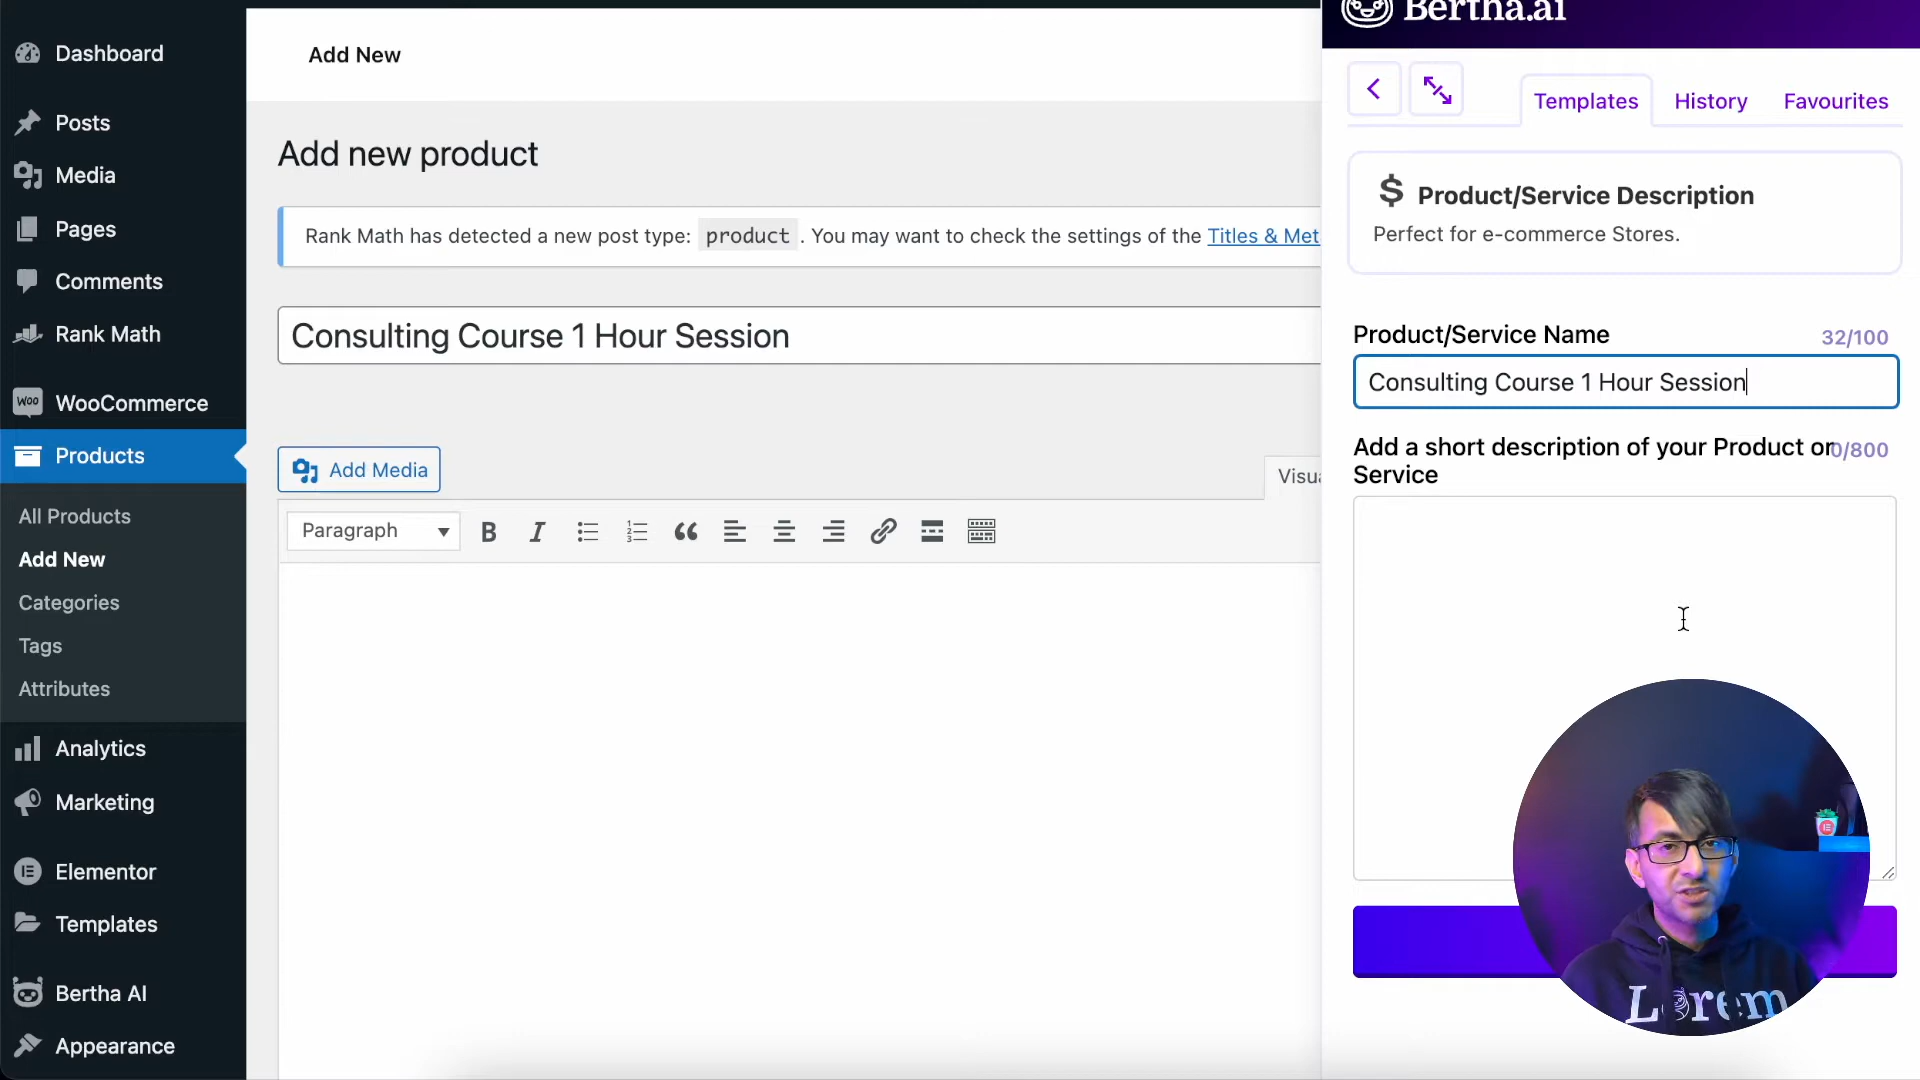 Dashboard
Posts
Media
Pages
Comments
Rank Math
WOO WooCommerce
Products
All Products
Add New
Categories
Tags
Attributes
Analytics
Marketing
Elementor
Templates
Bertha AI
Appearance
Add New
Add new product
Rank Math has detected a new post type: product . You may want to check the settings of the Titles & Met
Consulting Course 1 Hour Session
Add Media
Visua
Paragraph
Bertha.ai
Templates
History
Favourites
$ Product/Service Description
Perfect for e-commerce Stores.
Product/Service Name
32/100
Consulting Course 1 Hour Session
Add a short description of your Product or
0/800
Service
Lorem